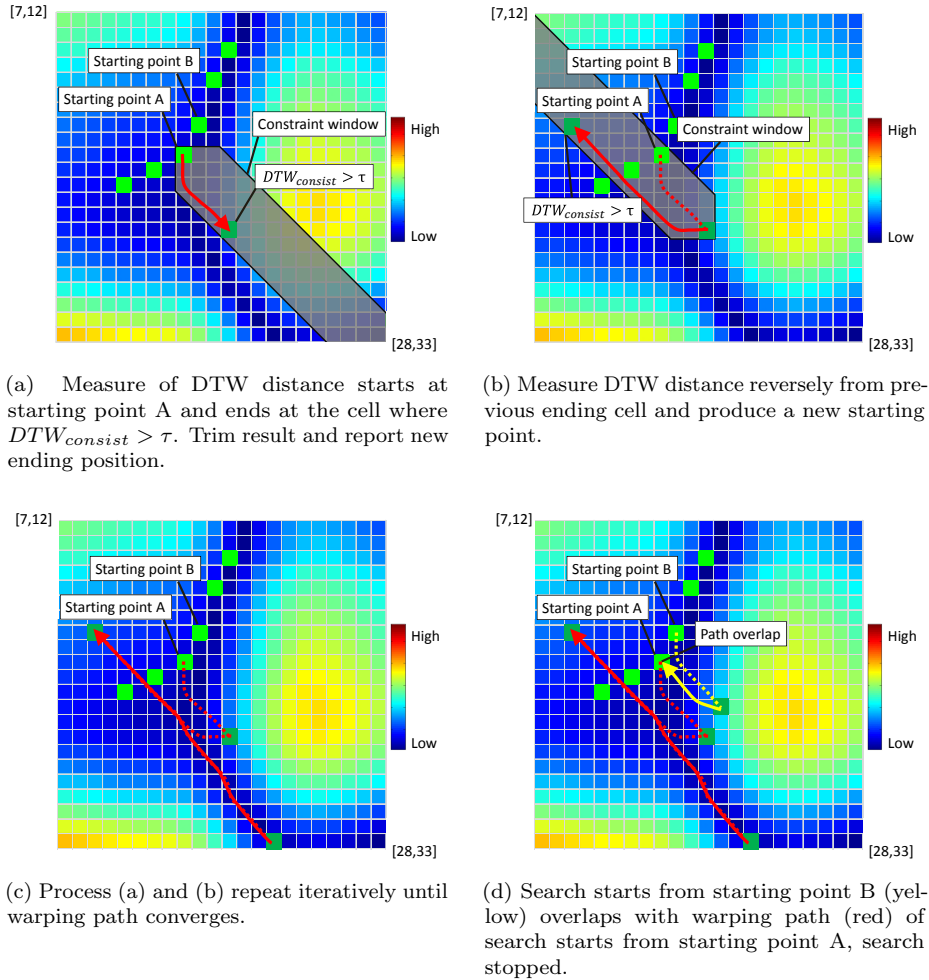 [7,12]
Starting point B
Starting point A
Constraint window
High
DTWconsist > τ
Low
[28,33]
(a) Measure of DTW distance starts at
starting point A and ends at the cell where
DTWconsist > τ. Trim result and report new
ending position.
[7,12]
Starting point B
Starting point A
Constraint window
High
DTWconsist > τ
Low
[28,33]
(b) Measure DTW distance reversely from pre-
vious ending cell and produce a new starting
point.
[7,12]
Starting point B
Starting point A
High
Low
[28,33]
(c) Process (a) and (b) repeat iteratively until
warping path converges.
[7,12]
Starting point B
Starting point A
Path overlap
High
Low
[28,33]
(d) Search starts from starting point B (yel-
low) overlaps with warping path (red) of
search starts from starting point A, search
stopped.